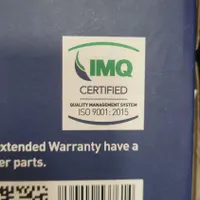 IMQ
CERTIFIED
QUALITY MANAGEMENT SYSTEM
ISO 9001: 2015
xtended Warranty have a
er parts.